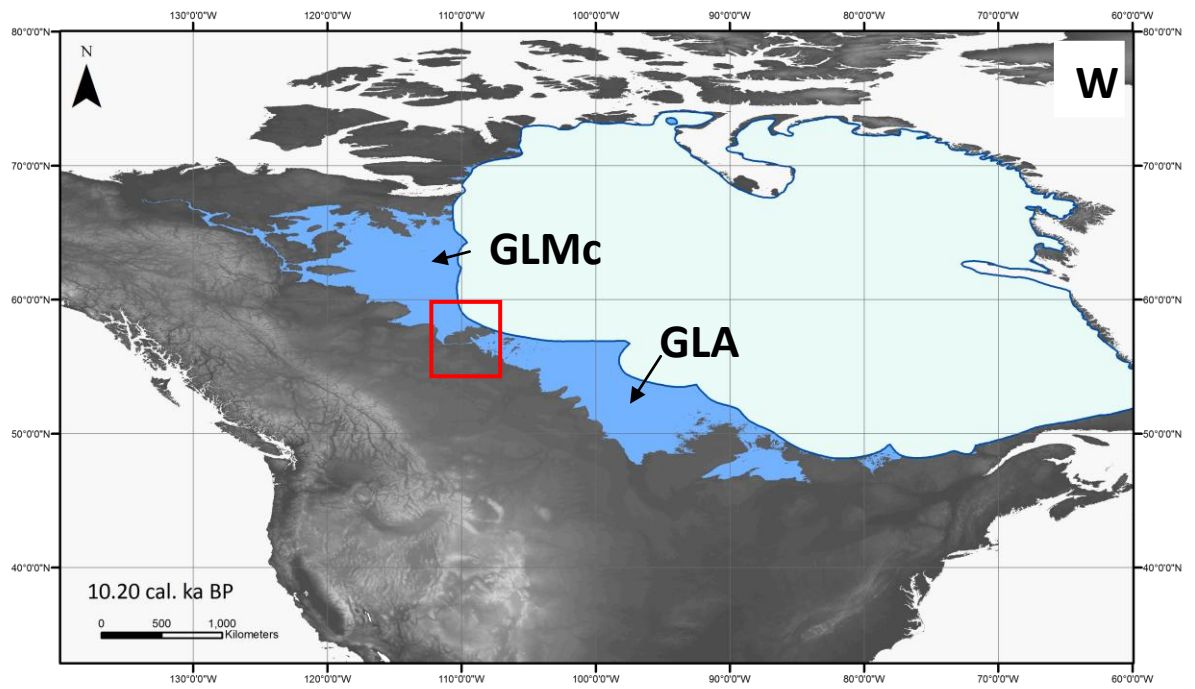 130°0'0"W 120°0'0"W 110°0'0"W 100°0'0"W 90°0'0"W 80°0'0"W 70°0'0"W 60°0'0"W
80°0'0"N 80°0'0"N
N
W
70°0'0"N 70°0'0"N
GLMc
60°0'0"N 60°0'0"N
GLA
50°0'0"N 50°0'0"N
40°0'0"N 40°0'0"N
10.20 cal. ka BP
0 500 1,000
Kilometers
130°0'0"W 120°0'0"W 110°0'0"W 100°0'0"W 90°0'0"W 80°0'0"W 70°0'0"W 60°0'0"W